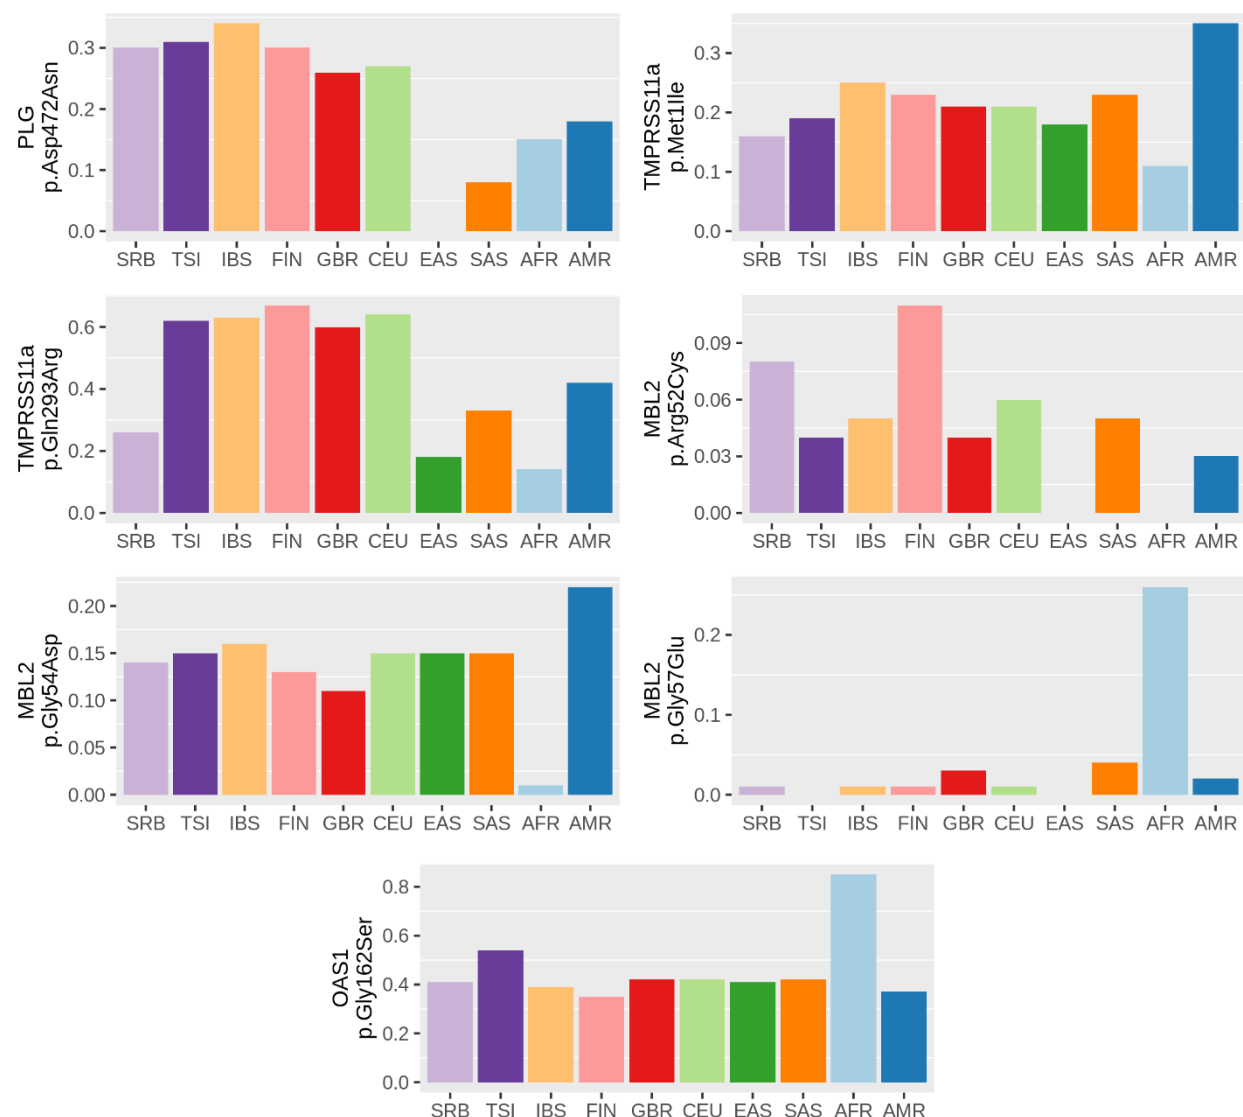 PLG
p.Asp472Asn
0.3
0.2
0.1
0.0
SRB TSI IBS FIN GBR CEU EAS SAS AFR AMR
TMPRSS11a
p.Met1Ile
0.3
0.2
0.1
0.0
SRB TSI IBS FIN GBR CEU EAS SAS AFR AMR
TMPRSS11a
p.Gln293Arg
0.6
0.4
0.2
0.0
SRB TSI IBS FIN GBR CEU EAS SAS AFR AMR
MBL2
p.Arg52Cys
0.09
0.06
0.03
0.00
SRB TSI IBS FIN GBR CEU EAS SAS AFR AMR
MBL2
p.Gly54Asp
0.20
0.15
0.10
0.05
0.00
SRB TSI IBS FIN GBR CEU EAS SAS AFR AMR
MBL2
p.Gly57Glu
0.2
0.1
0.0
SRB TSI IBS FIN GBR CEU EAS SAS AFR AMR
OAS1
p.Gly162Ser
0.8
0.6
0.4
0.2
0.0
SRB TSI IBS FIN GBR CEU EAS SAS AFR AMR